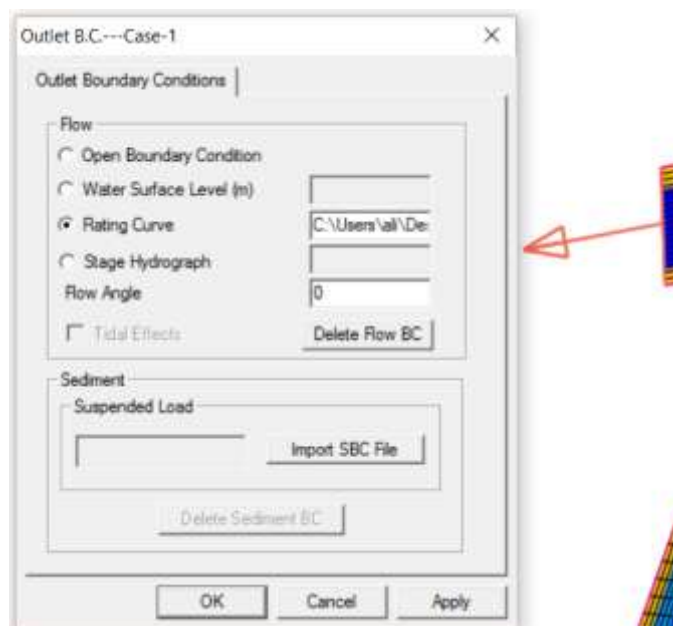 Outlet B.C.---Case-1
Outlet Boundary Conditions
Flow
Open Boundary Condition
Water Surface Level (m)
Rating Curve C:\Users\ali\De
Stage Hydrograph
Flow Angle 0
Tidal Effects Delete Flow BC
Sediment
Suspended Load
Import SBC File
Delete Sediment BC
OK Cancel Apply